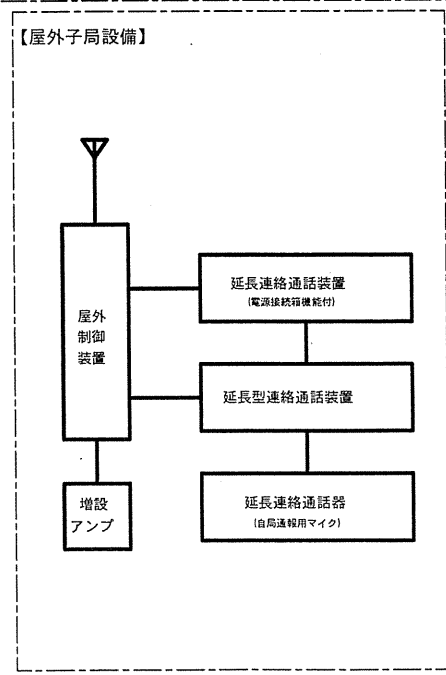 【屋外子局設備】
屋外
制御
装置
延長連絡通話装置
(電源接続箱機能付)
延長型連絡通話装置
増設
アンプ
延長連絡通話器
(自局通報用マイク)